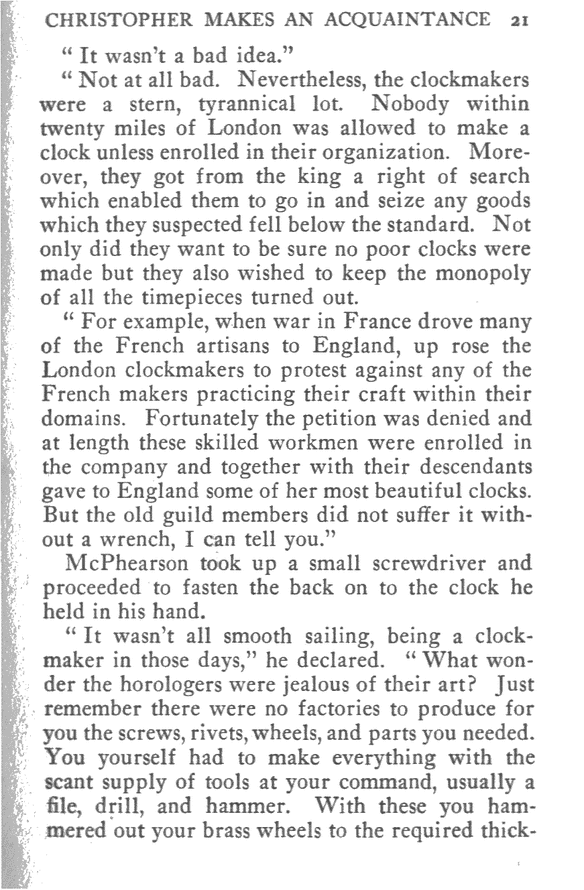 CHRISTOPHER MAKES AN ACQUAINTANCE 21
“ It wasn't a bad idea.”
“ Not at all bad. Nevertheless, the clockmakers
were a stern, tyrannical lot. Nobody within
twenty miles of London was allowed to make a
clock unless enrolled in their organization. More-
over, they got from the king a right of search
which enabled them to go in and seize any goods
which they suspected fell below the standard. Not
only did they want to be sure no poor clocks were
made but they also wished to keep the monopoly
of all the timepieces turned out.
“ For example, when war in France drove many
of the French artisans to England, up rose the
London clockmakers to protest against any of the
French makers practicing their craft within their
domains. Fortunately the petition was denied and
at length these skilled workmen were enrolled in
the company and together with their descendants
gave to England some of her most beautiful clocks.
But the old guild members did not suffer it with-
out a wrench, I can tell you.”
McPhearson took up a small screwdriver and
proceeded to fasten the back on to the clock he
held in his hand.
“ It wasn't all smooth sailing, being a clock-
maker in those days,” he declared. “ What won-
der the horologers were jealous of their art? Just
remember there were no factories to produce for
you the screws, rivets, wheels, and parts you needed.
You yourself had to make everything with the
scant supply of tools at your command, usually a
file, drill, and hammer. With these you ham-
mered out your brass wheels to the required thick-